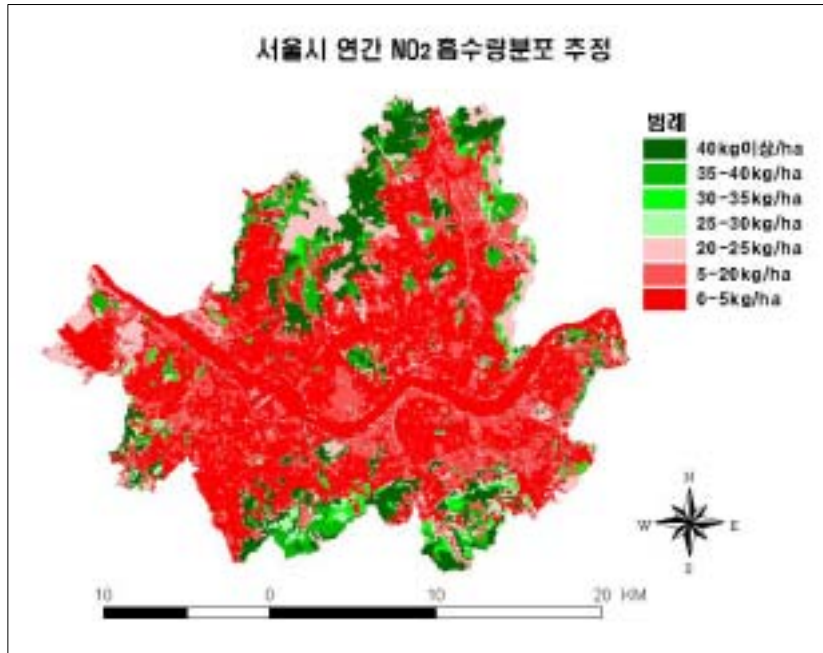 서울시 연간 NO2 흡수량분포 추정
범례
40kg이상/ha
35-40kg/ha
30-35kg/ha
25-30kg/ha
20-25kg/ha
5-20kg/ha
0-5kg/ha
N
W E
S
10 0 10 20 KM